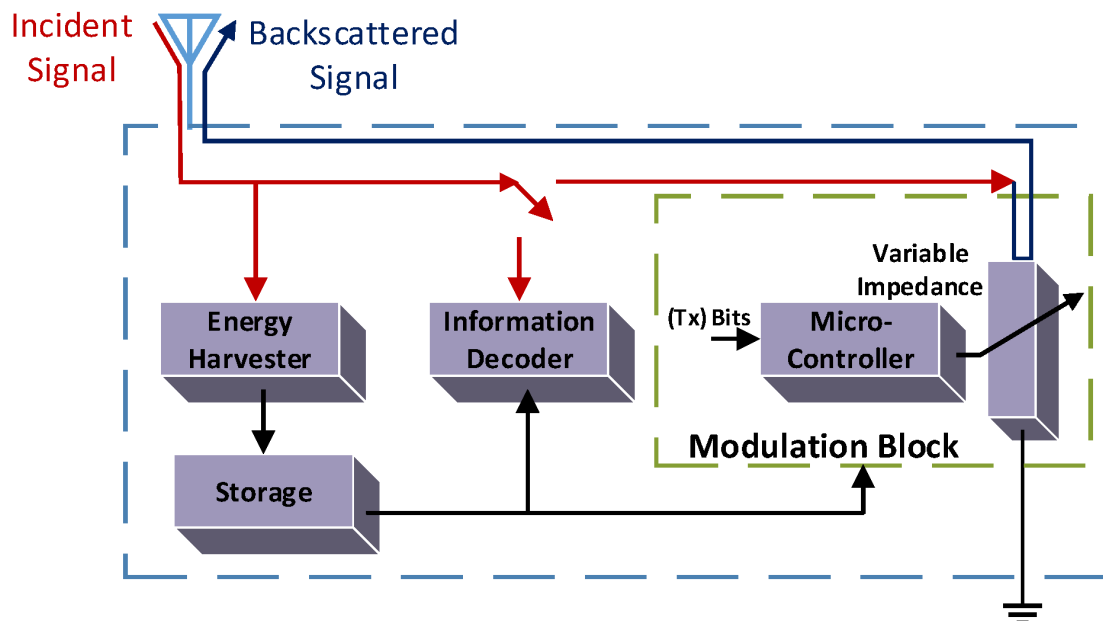 Incident
Signal
Backscattered
Signal
Variable
Impedance
Energy
Harvester
Information
Decoder
(Tx) Bits
Micro-
Controller
Modulation Block
Storage